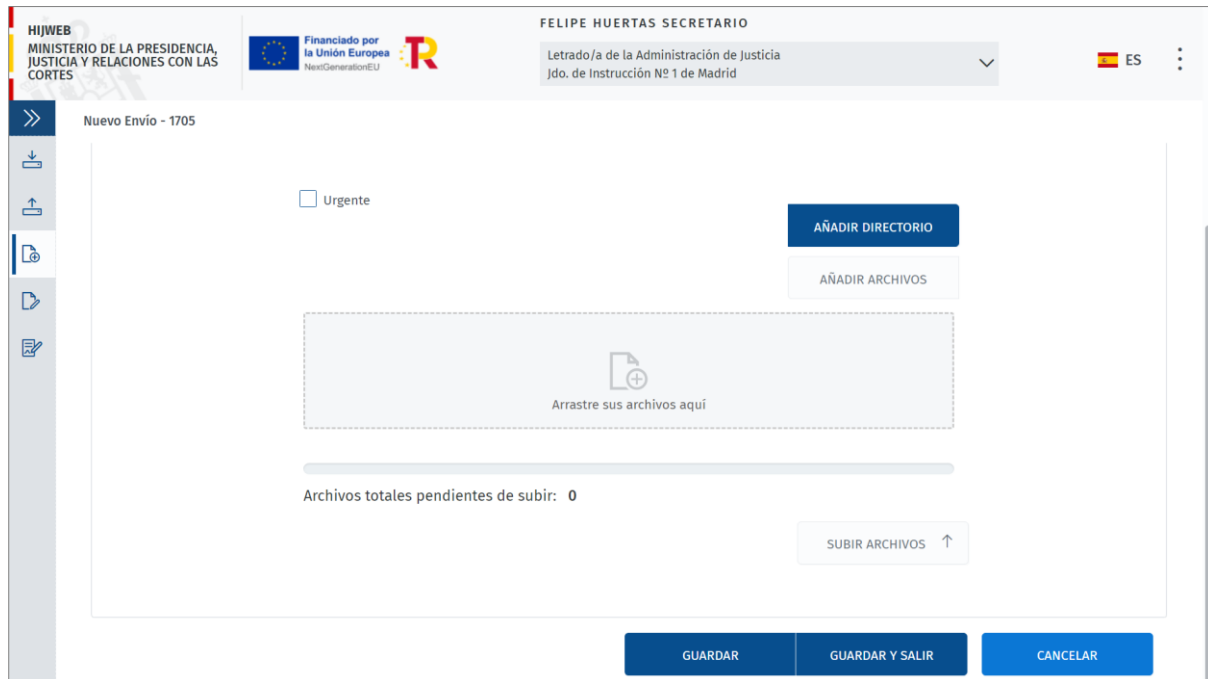 HIJWEB
MINISTERIO DE LA PRESIDENCIA,
JUSTICIA Y RELACIONES CON LAS
CORTES
Financiado por
la Unión Europea
NextGenerationEU
R
FELIPE HUERTAS SECRETARIO
Letrado/a de la Administración de Justicia
Jdo. de Instrucción Nº 1 de Madrid
ES
Nuevo Envío - 1705
Urgente
AÑADIR DIRECTORIO
AÑADIR ARCHIVOS
Arrastre sus archivos aquí
Archivos totales pendientes de subir: 0
SUBIR ARCHIVOS
GUARDAR
GUARDAR Y SALIR
CANCELAR